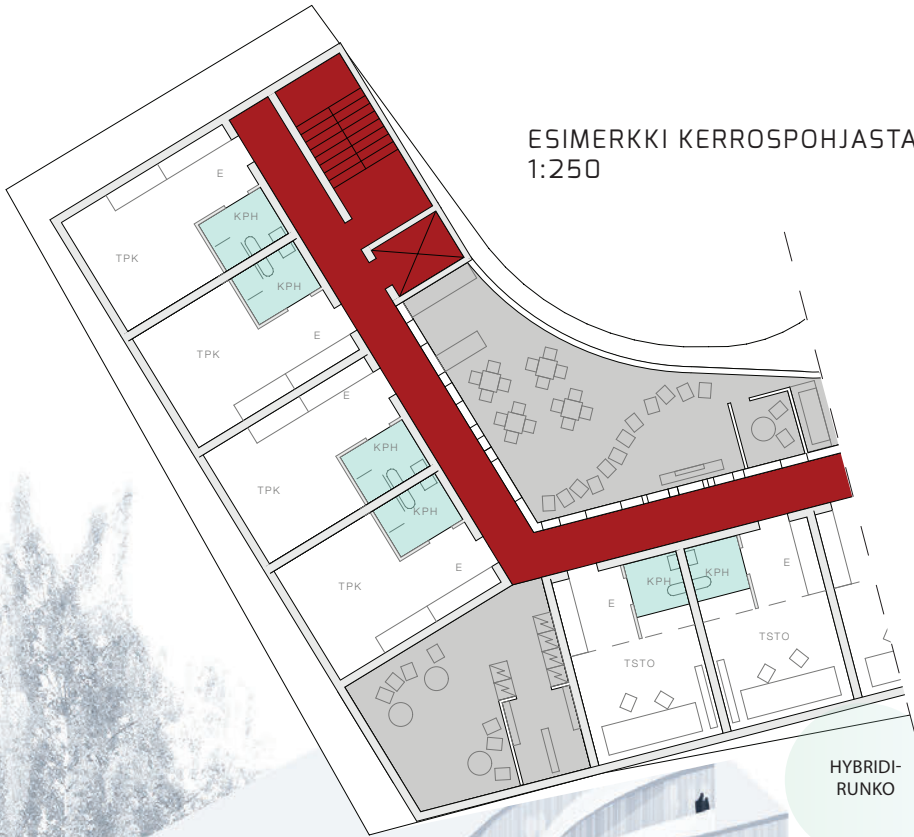 ESIMERKKI KERROSPOHJASTA
1:250
E
KPH
TPK
KPH
E
TPK
E
KPH
TPK
KPH
E
TPK
KPH
KPH
E
E
TSTO
TSTO
HYBRIDI-
RUNKO